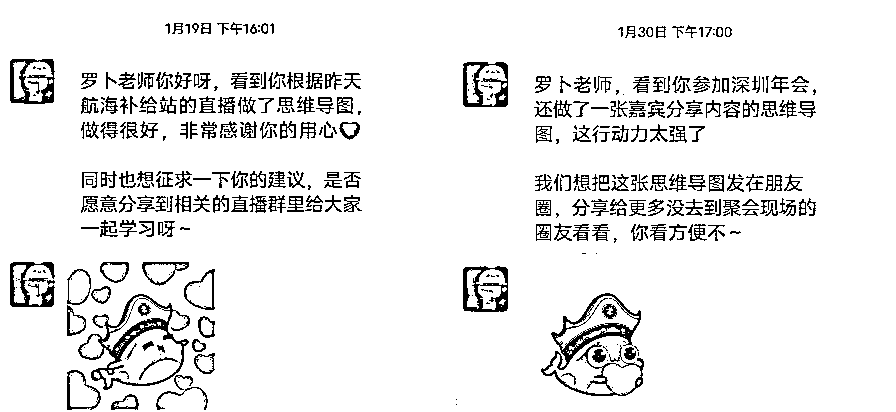 1月19日 下午16:01
罗卜老师你好呀，看到你根据昨天
航海补给站的直播做了思维导图，
做得很好，非常感谢你的用心
同时也想征求一下你的建议，是否
愿意分享到相关的直播群里给大家
一起学习呀～
1月30日 下午17:00
罗卜老师，看到你参加深圳年会，
还做了一张嘉宾分享内容的思维导
图，这行动力太强了
我们想把这张思维导图发在朋友
圈，分享给更多没去到聚会现场的
圈友看看，你看方便不～